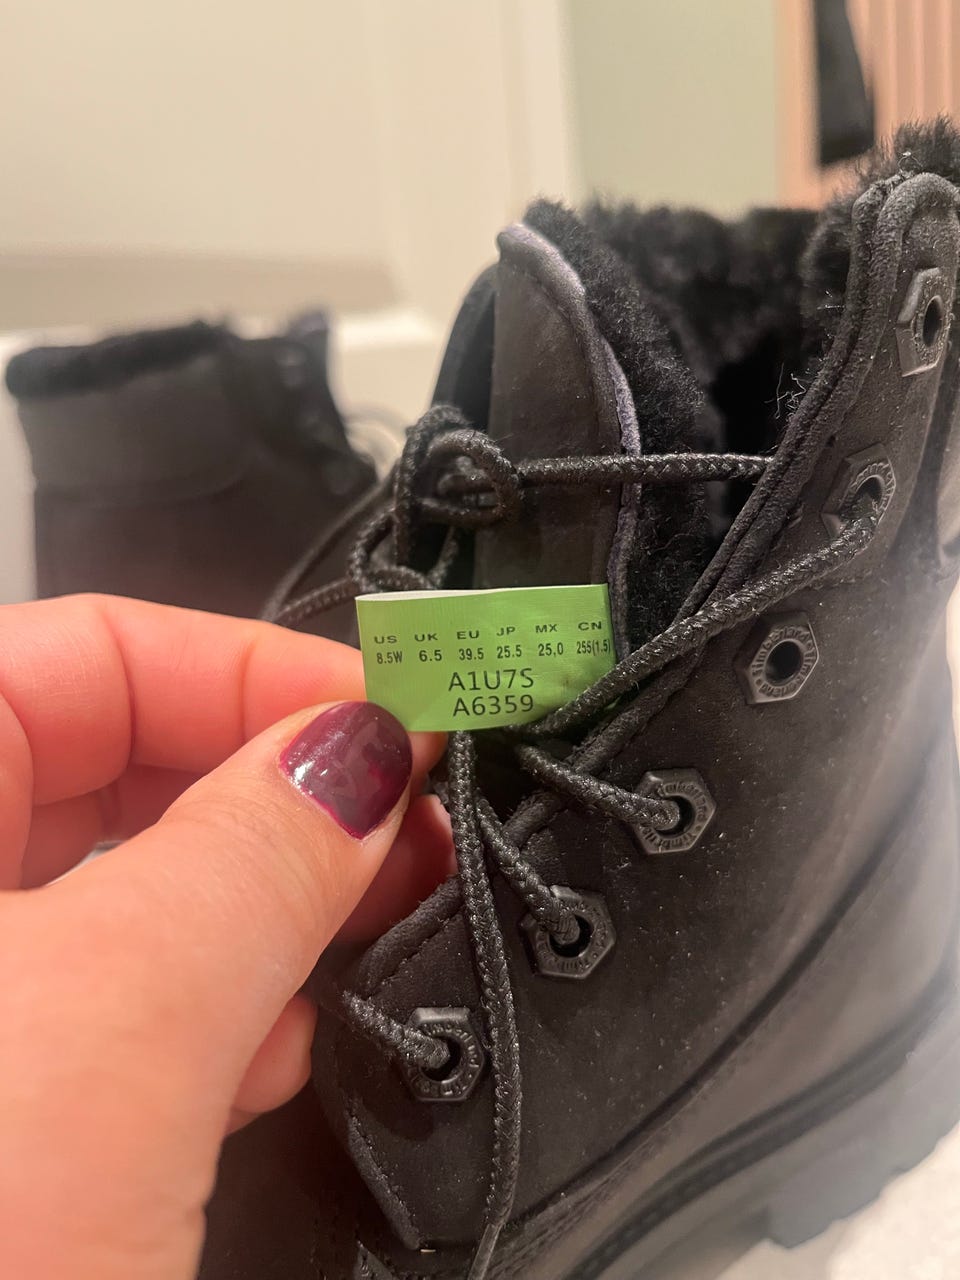 US UK EU JP MX CN
8.5W 6.5 39.5 25.5 25,0 255(1.5)
A1U7S
A6359
Timberland